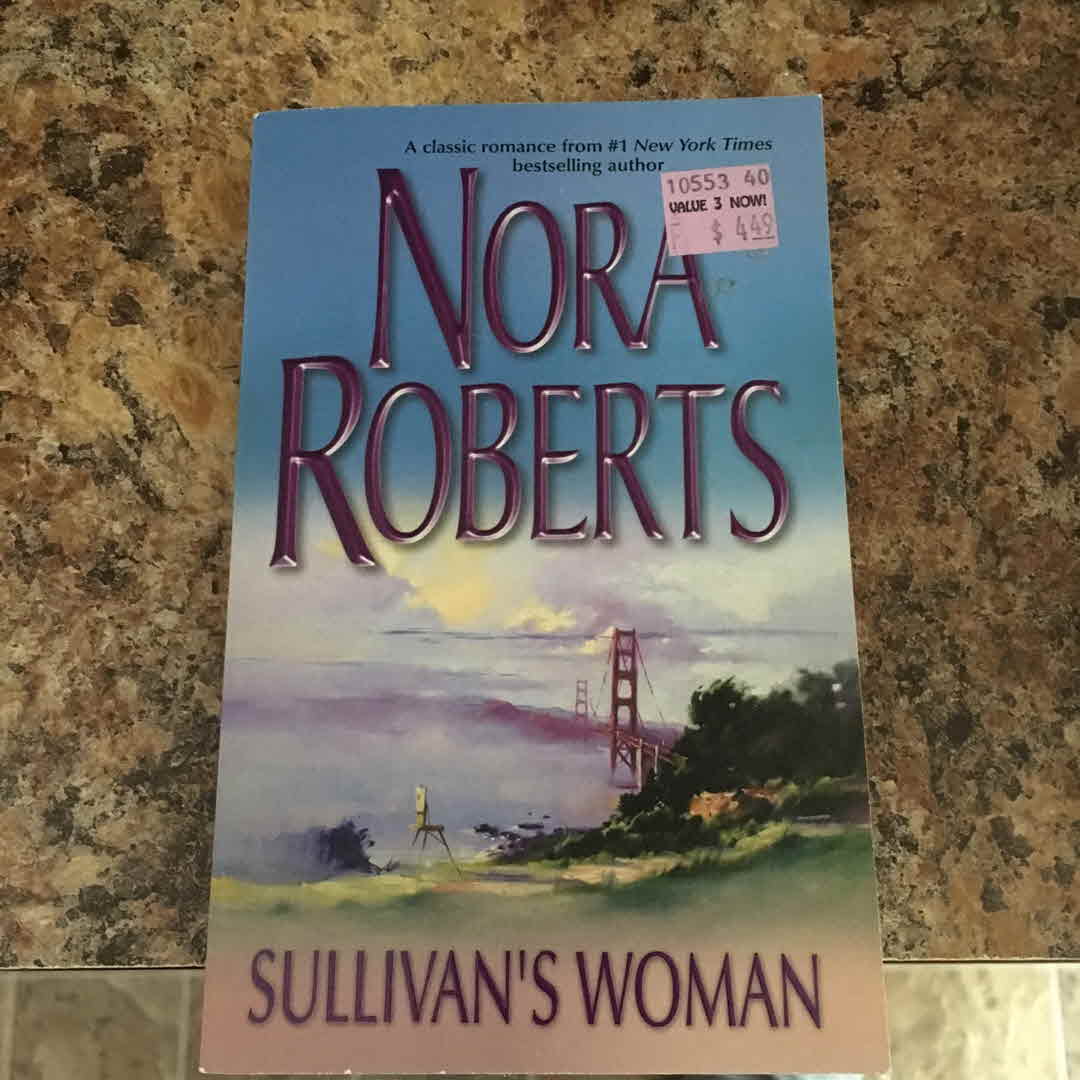 A classic romance from #1 New York Times
bestselling author
10553 40
VALUE 3 NOW!
$ 4.49
NORA
ROBERTS
SULLIVAN'S WOMAN